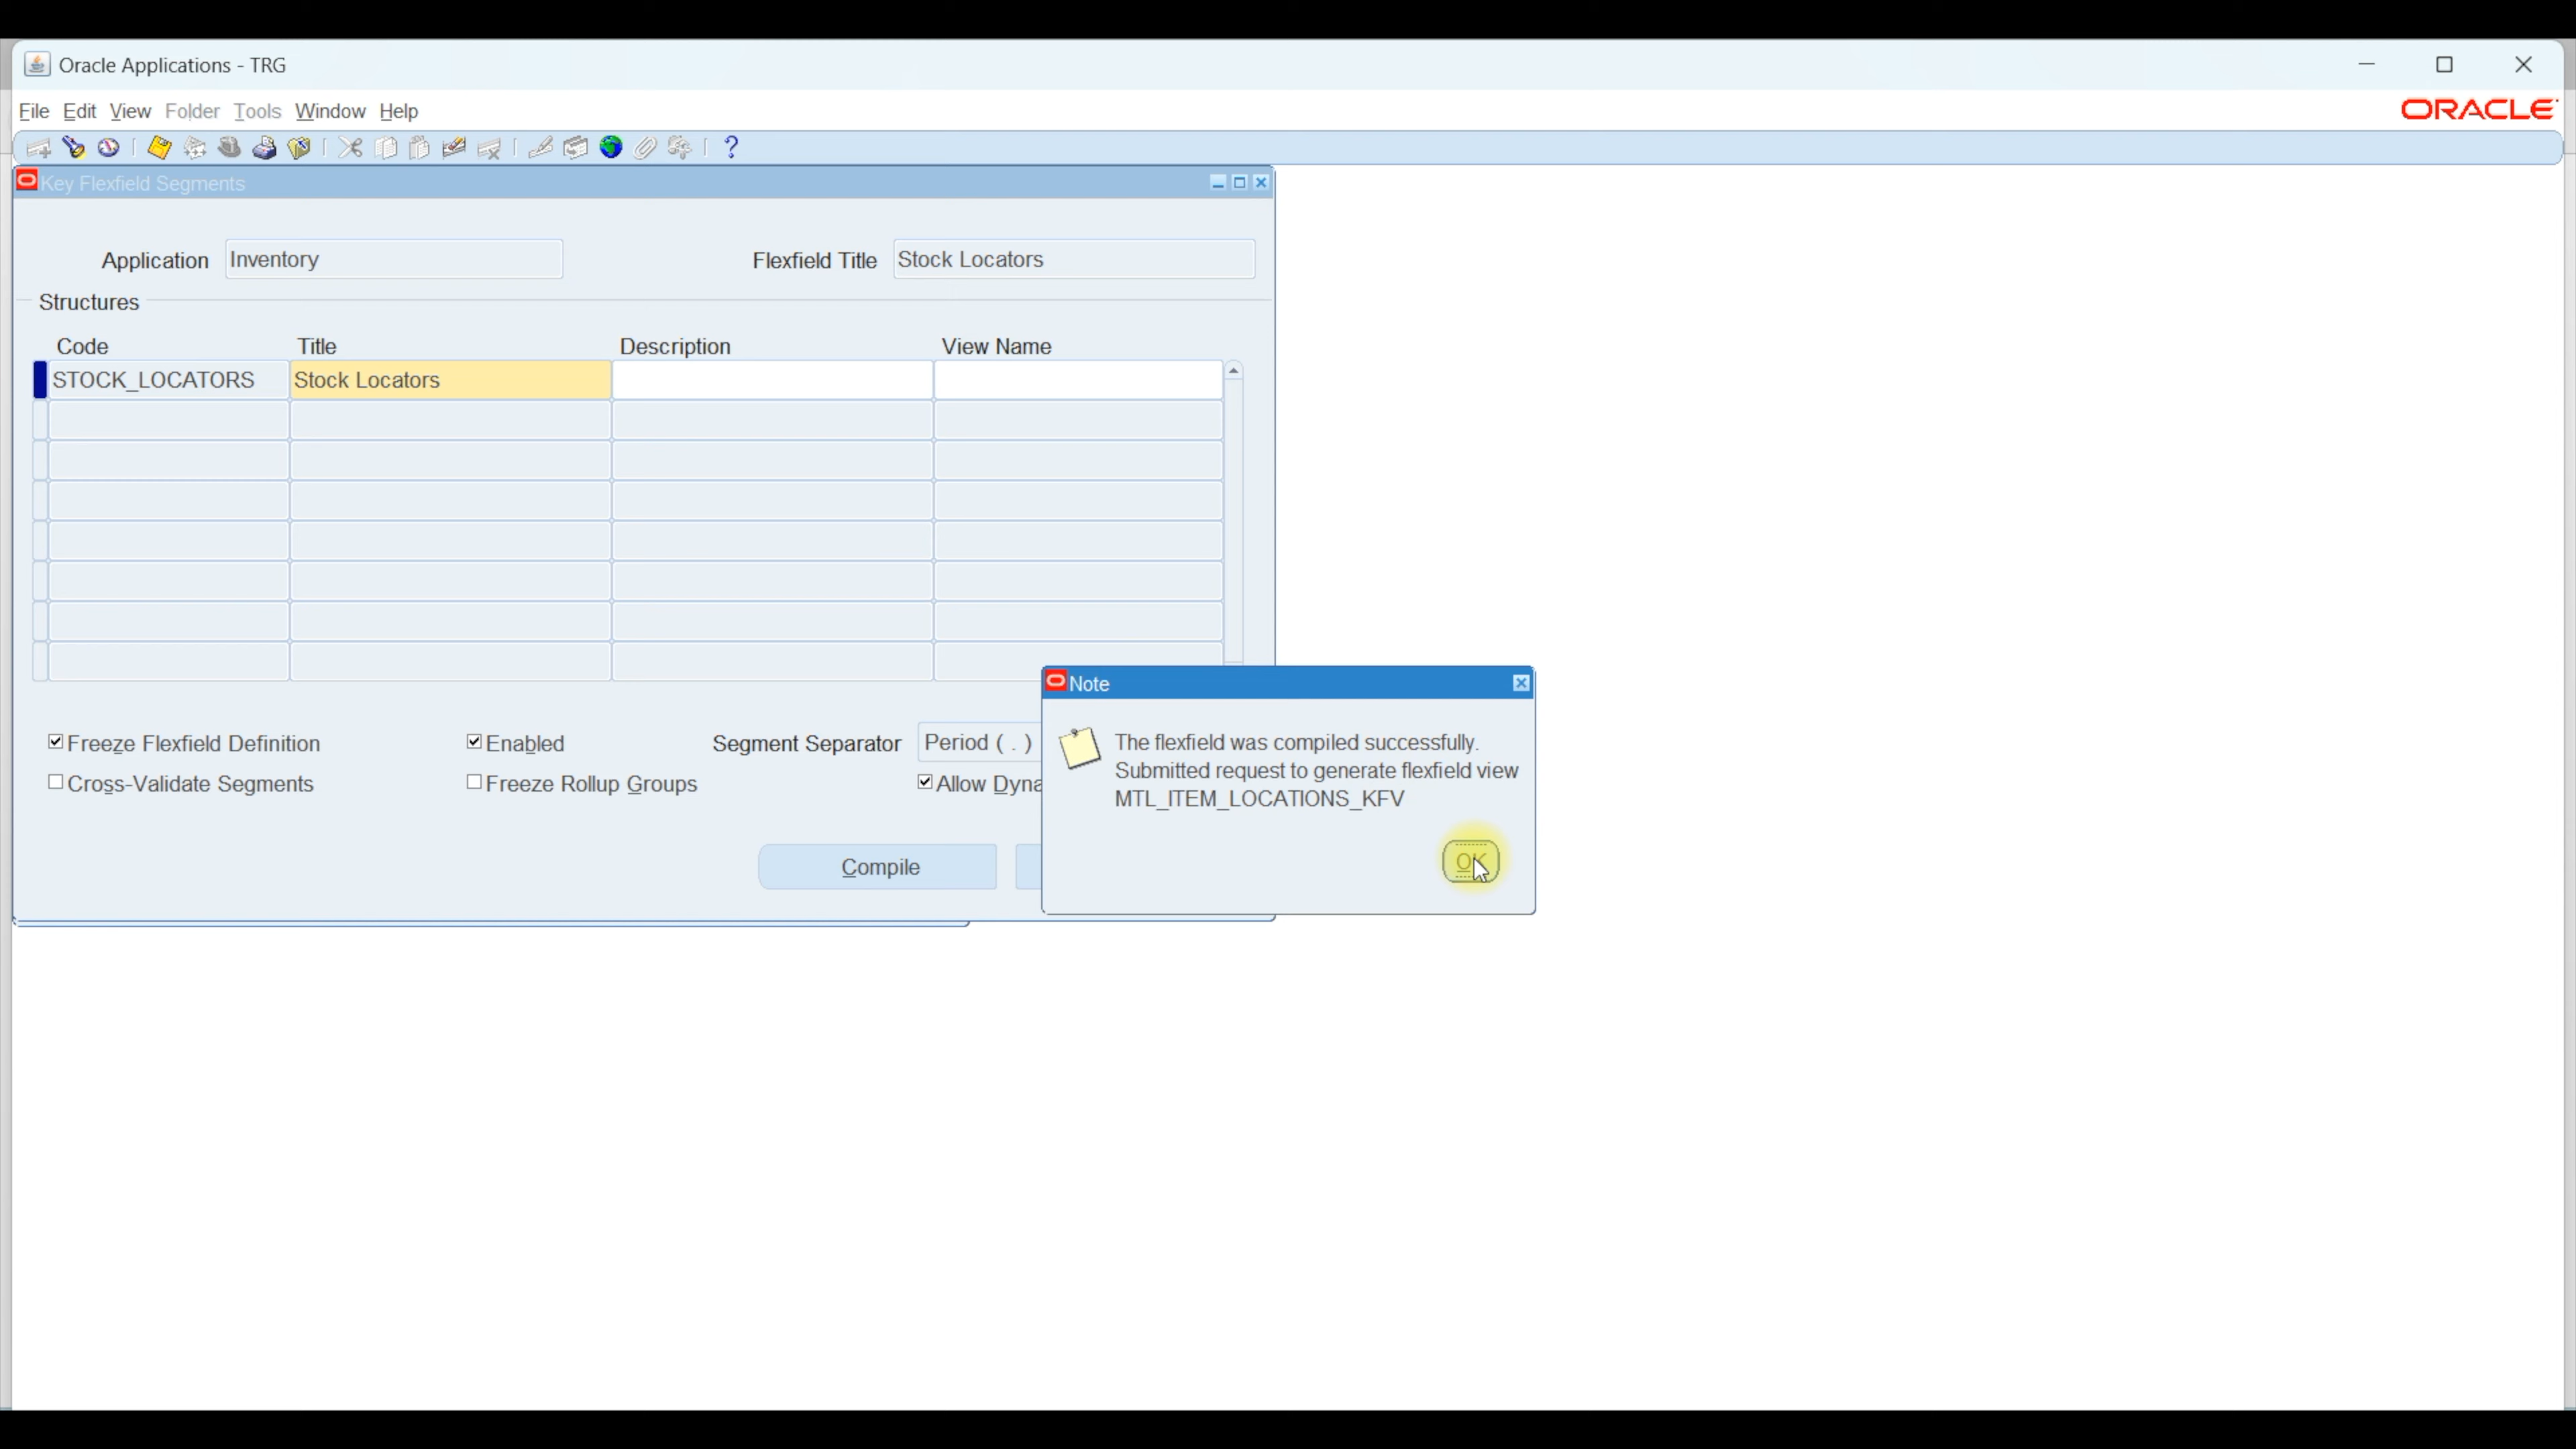 Oracle Applications - TRG
File Edit View Folder Tools Window Help
ORACLE
Key Flexfield Segments
Application Inventory Flexfield Title Stock Locators
Structures
Code Title Description View Name
STOCK_LOCATORS Stock Locators
Freeze Flexfield Definition Enabled Segment Separator Period ( . )
Cross-Validate Segments Freeze Rollup Groups Allow Dyna
Compile
Note
The flexfield was compiled successfully.
Submitted request to generate flexfield view
MTL_ITEM_LOCATIONS_KFV
OK